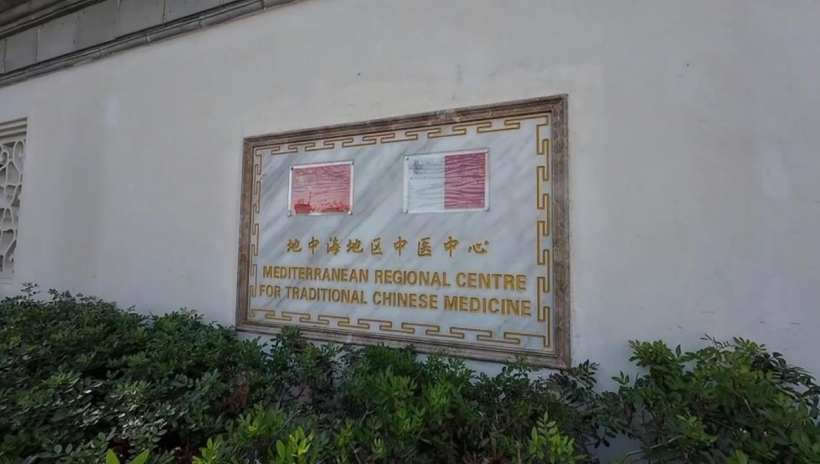 地中海地区中医中心
MEDITERRANEAN REGIONAL CENTRE
FOR TRADITIONAL CHINESE MEDICINE